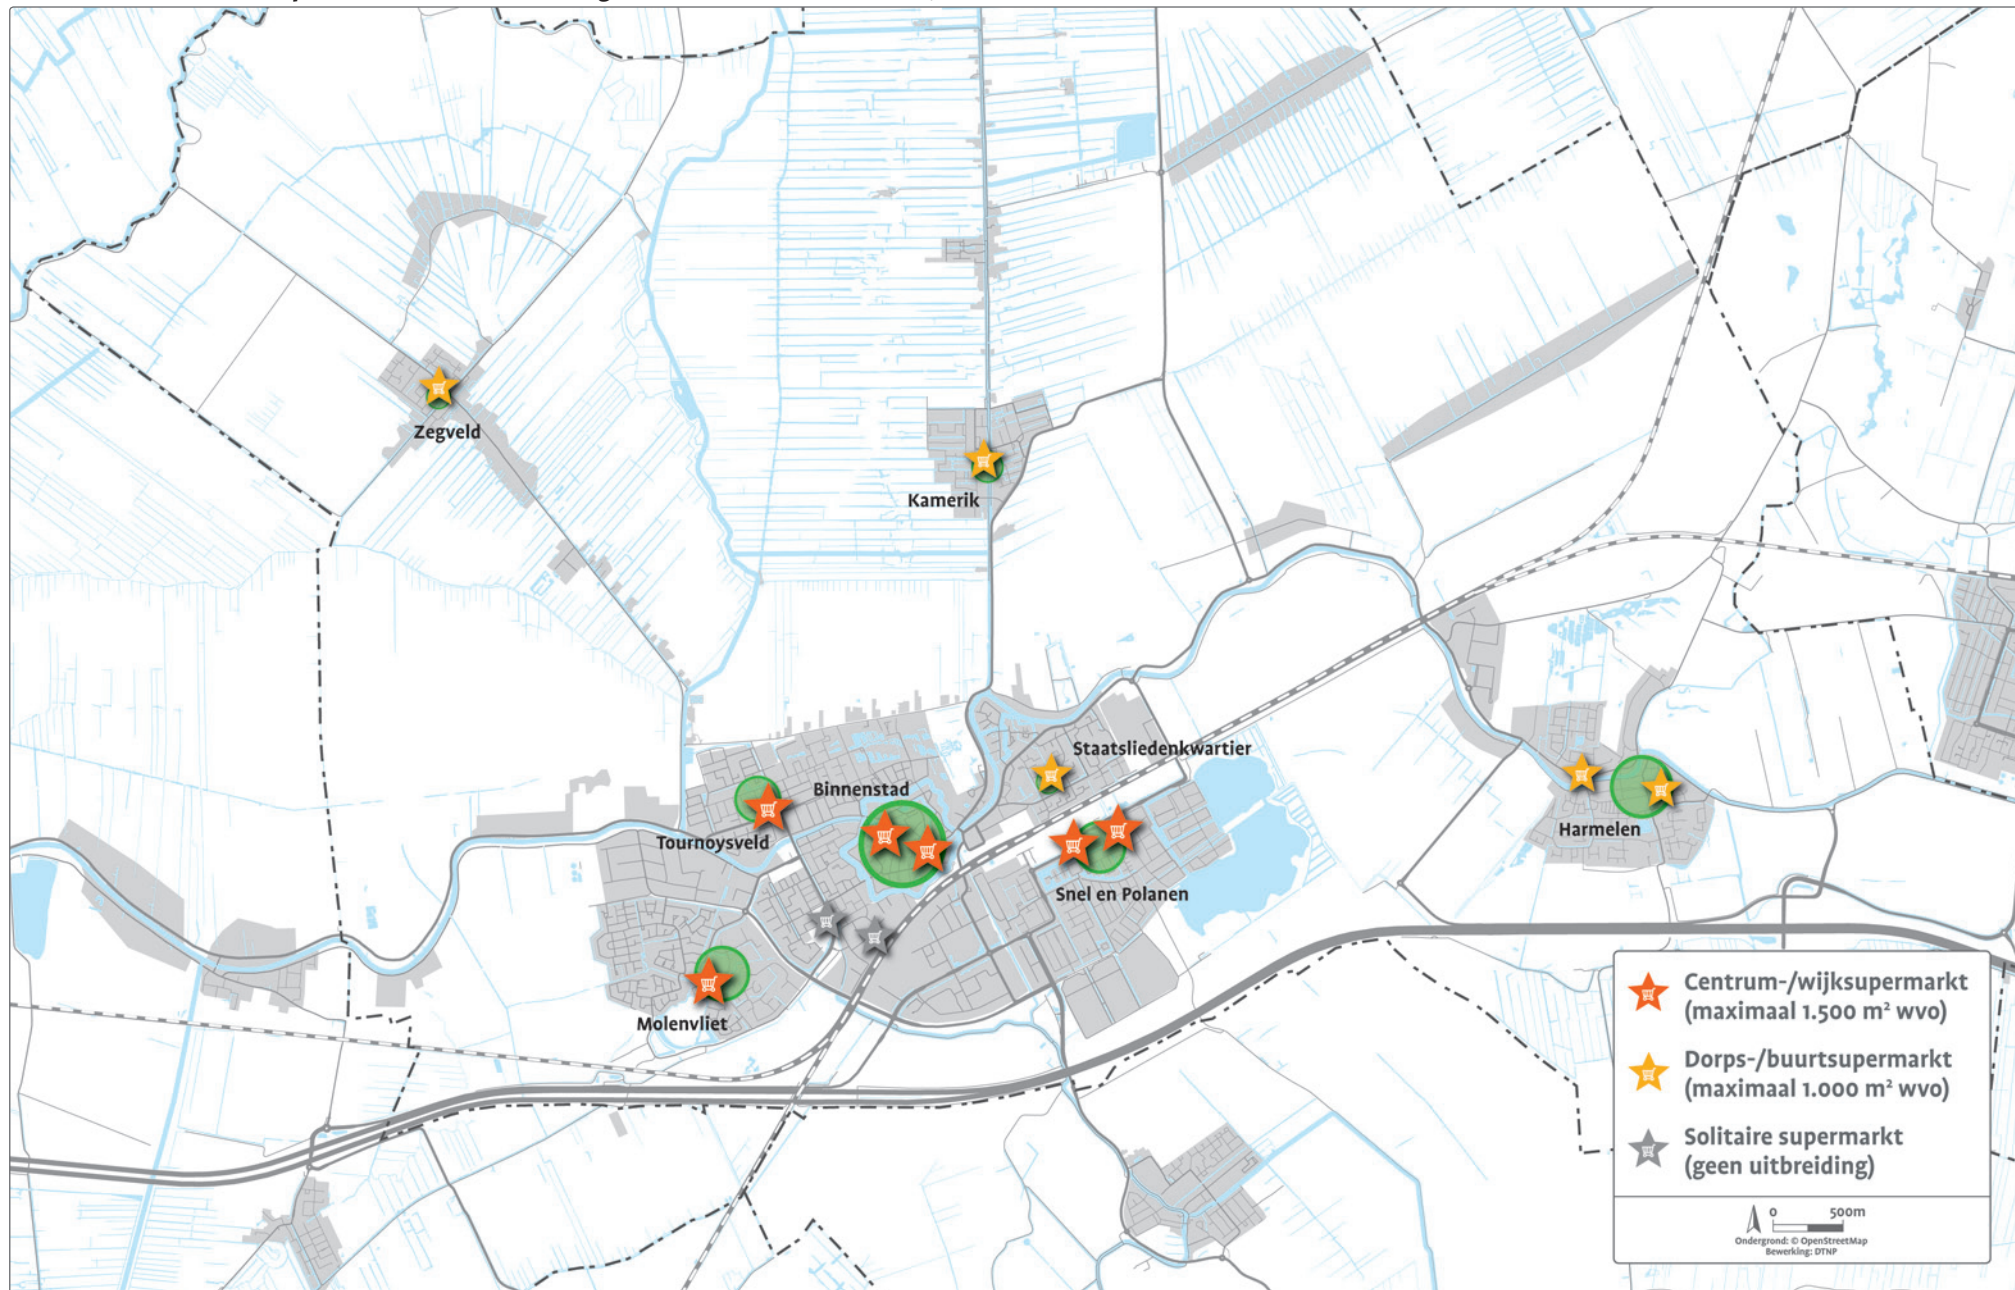 Zegveld
Kamerik
Staatsliedenkwartier
Binnenstad
Tournoysveld
Harmelen
Snel en Polanen
Molenvliet
Centrum-/wijksupermarkt
(maximaal 1.500 m² wvo)
Dorps-/buurtsupermarkt
(maximaal 1.000 m² wvo)
Solitaire supermarkt
(geen uitbreiding)
0 500m
Ondergrond: © OpenStreetMap
Bewerking: DTNP